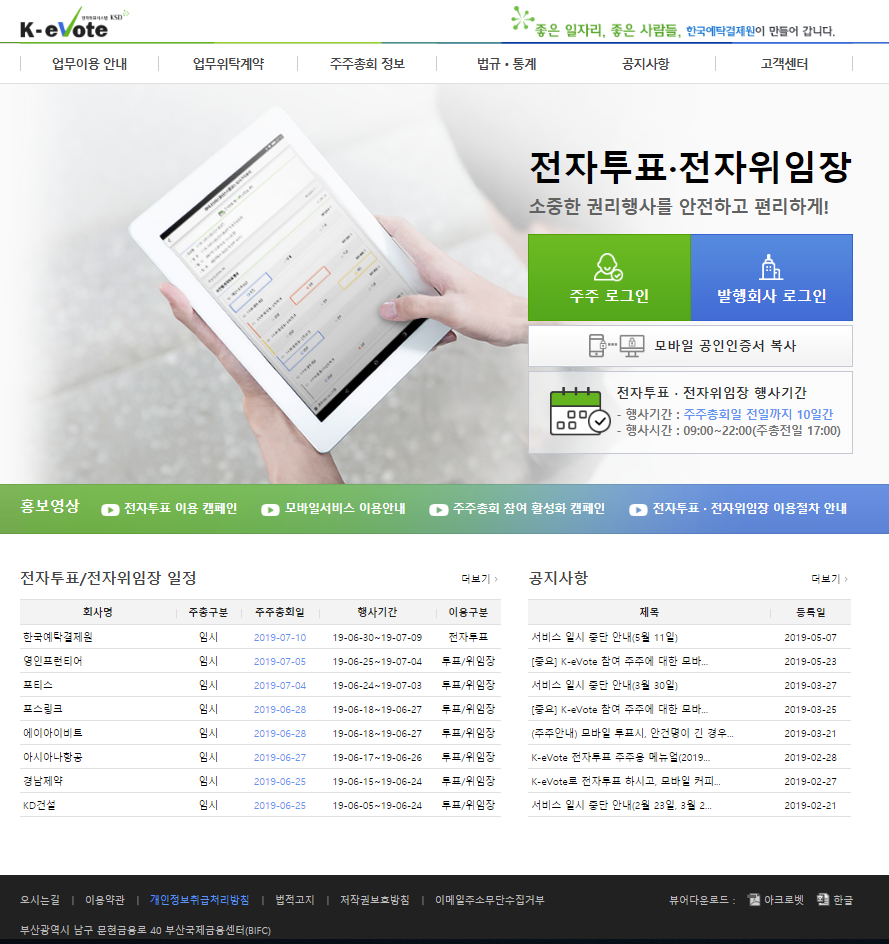 K-eVote 전자투표시스템 KSD
좋은 일자리, 좋은 사람들, 한국예탁결제원이 만들어 갑니다.
업무이용 안내 업무위탁계약 주주총회 정보 법규·통계 공지사항 고객센터
전자투표·전자위임장
소중한 권리행사를 안전하고 편리하게!
주주 로그인 발행회사 로그인
모바일 공인인증서 복사
전자투표 · 전자위임장 행사기간
- 행사기간 : 주주총회일 전일까지 10일간
- 행사시간 : 09:00~22:00(주총전일 17:00)
홍보영상 전자투표 이용 캠페인 모바일서비스 이용안내 주주총회 참여 활성화 캠페인 전자투표 · 전자위임장 이용절차 안내
전자투표/전자위임장 일정 더보기 >
회사명 주총구분 주주총회일 행사기간 이용구분
한국예탁결제원 임시 2019-07-10 19-06-30~19-07-09 전자투표
영인프런티어 임시 2019-07-05 19-06-25~19-07-04 투표/위임장
포티스 임시 2019-07-04 19-06-24~19-07-03 투표/위임장
포스링크 임시 2019-06-28 19-06-18~19-06-27 투표/위임장
에이아이비트 임시 2019-06-28 19-06-18~19-06-27 투표/위임장
아시아나항공 임시 2019-06-27 19-06-17~19-06-26 투표/위임장
경남제약 임시 2019-06-25 19-06-15~19-06-24 투표/위임장
KD건설 임시 2019-06-25 19-06-05~19-06-24 투표/위임장
공지사항 더보기 >
제목 등록일
서비스 일시 중단 안내(5월 11일) 2019-05-07
[중요] K-eVote 참여 주주에 대한 모바... 2019-05-23
서비스 일시 중단 안내(3월 30일) 2019-03-27
[중요] K-eVote 참여 주주에 대한 모바... 2019-03-25
(주주안내) 모바일 투표시, 안건명이 긴 경우... 2019-03-21
K-eVote 전자투표 주주용 메뉴얼(2019... 2019-02-28
K-eVote로 전자투표 하시고, 모바일 커피... 2019-02-27
서비스 일시 중단 안내(2월 23일, 3월 2... 2019-02-21
오시는길 | 이용약관 | 개인정보취급처리방침 | 법적고지 | 저작권보호방침 | 이메일주소무단수집거부 뷰어다운로드 : 아크로벳 한글
부산광역시 남구 문현금융로 40 부산국제금융센터(BIFC)